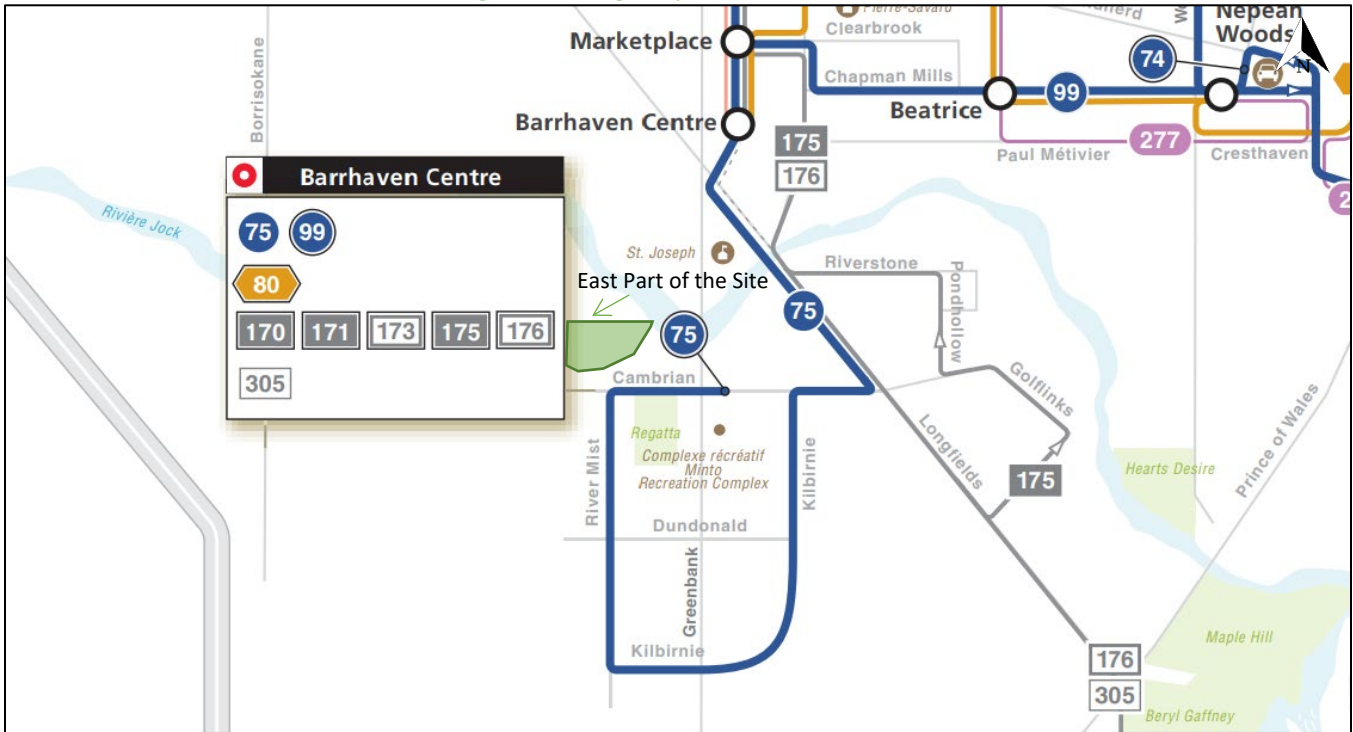 Pierre-Savard
Clearbrook
Nepean
Woods
N
Marketplace
74
Chapman Mills
99
Beatrice
Borrisokane
Barrhaven Centre
175
176
277
Paul Métivier
Cresthaven
Barrhaven Centre
75
99
80
170
171
173
175
176
305
Rivière Jock
St. Joseph
East Part of the Site
Riverstone
Pondhollow
75
75
Cambrian
Golflinks
Regatta
Complexe récréatif
Minto
Recreation Complex
River Mist
Kilbirnie
Longfields
175
Hearts Desire
Prince of Wales
Dundonald
Greenbank
Kilbirnie
Maple Hill
176
305
Beryl Gaffney